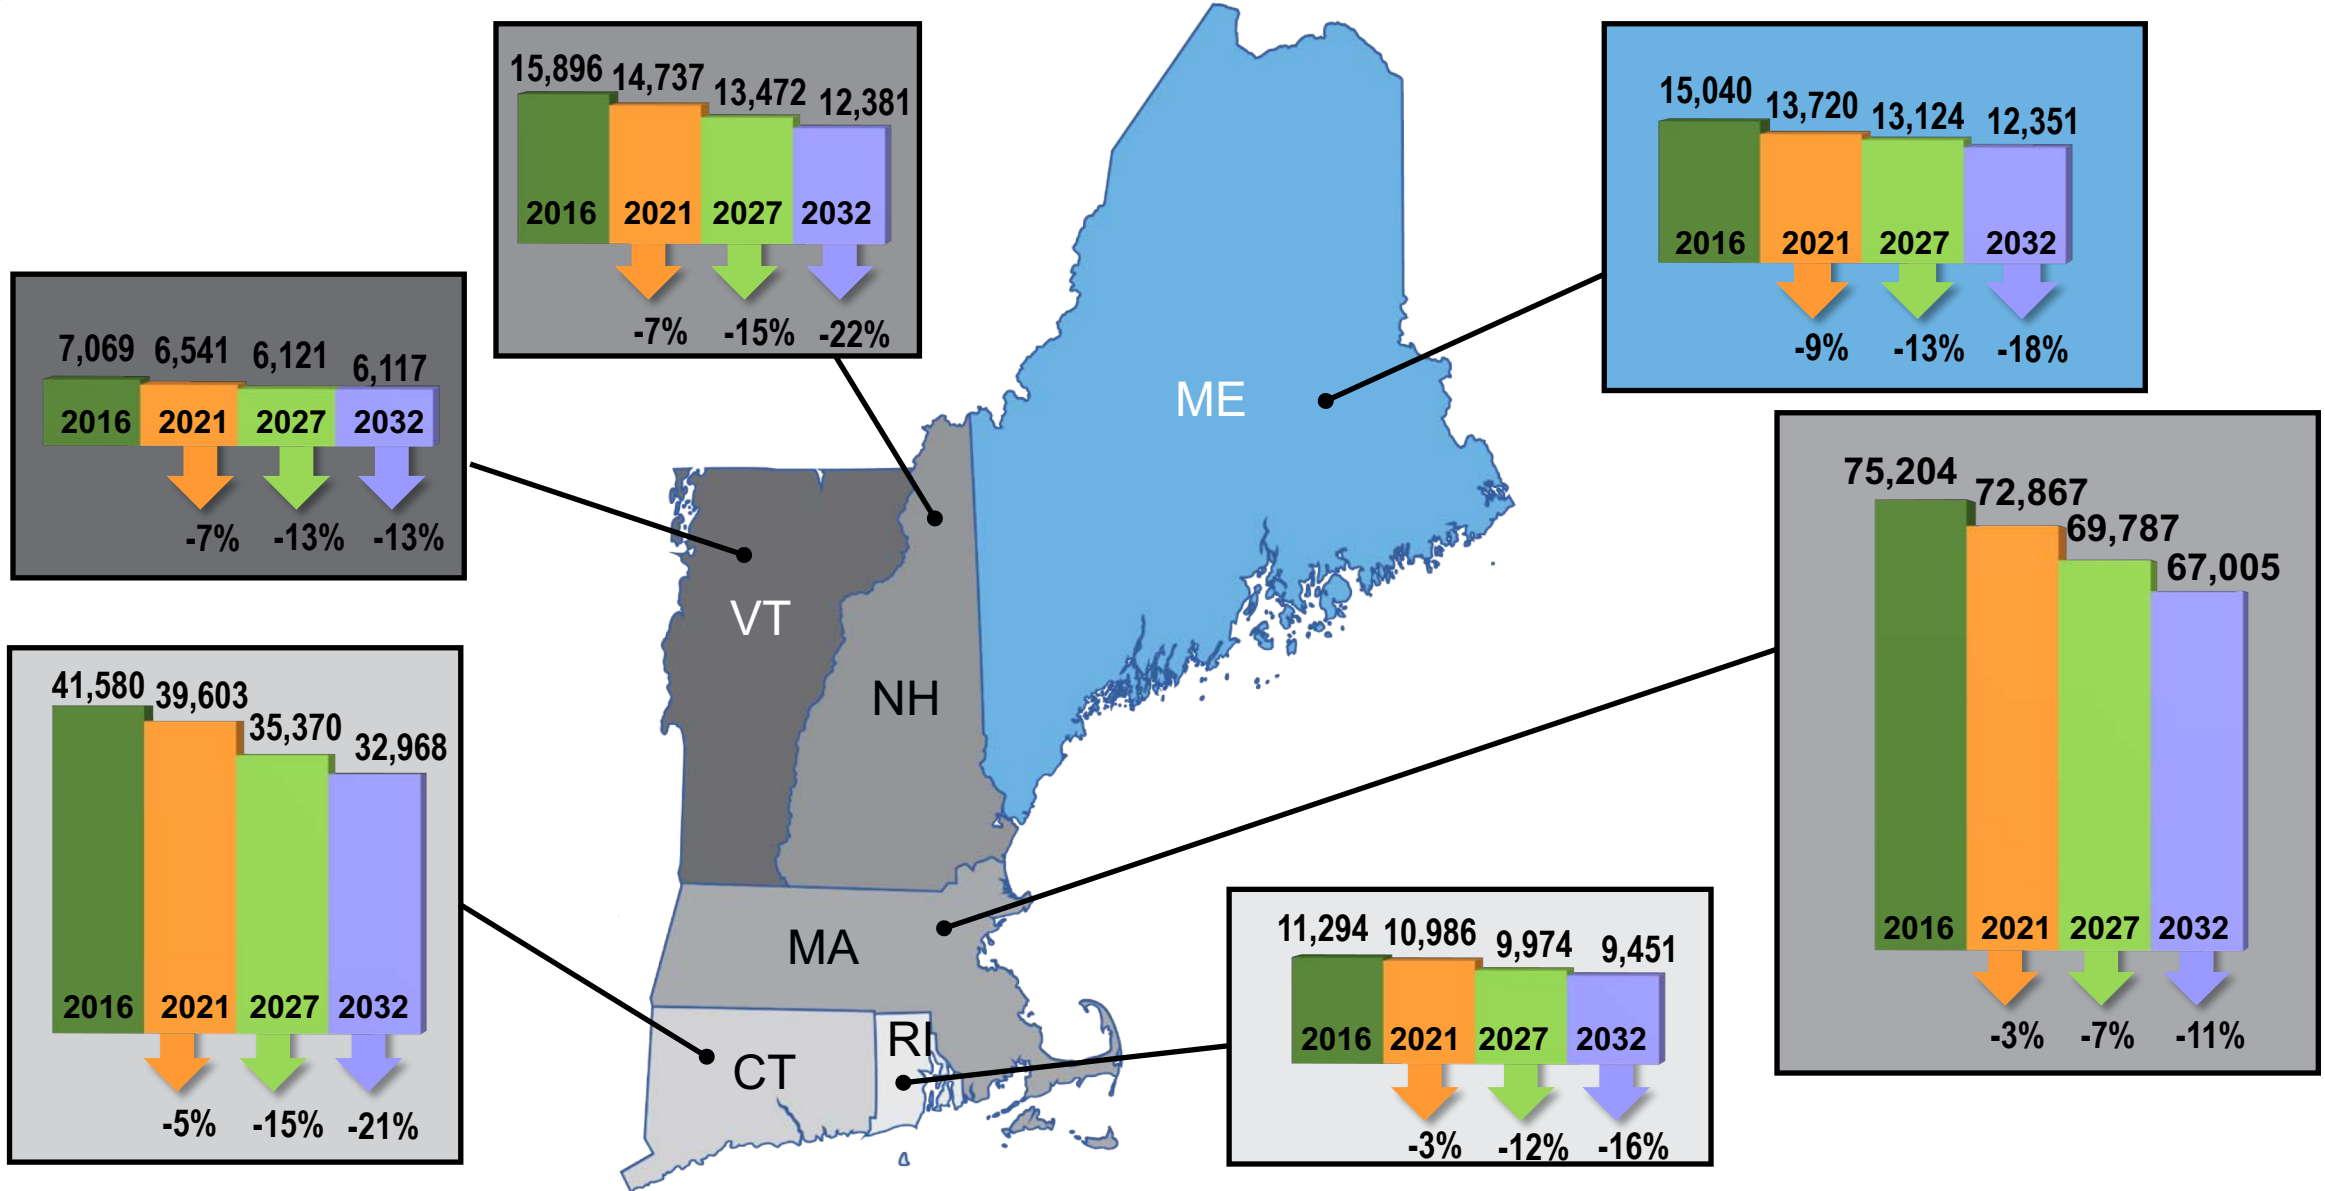 15,896 14,737 13,472 12,381
2016 2021 2027 2032
-7% -15% -22%
15,040 13,720 13,124 12,351
2016 2021 2027 2032
-9% -13% -18%
7,069 6,541 6,121 6,117
2016 2021 2027 2032
-7% -13% -13%
75,204 72,867 69,787 67,005
2016 2021 2027 2032
-3% -7% -11%
41,580 39,603 35,370 32,968
2016 2021 2027 2032
-5% -15% -21%
11,294 10,986 9,974 9,451
2016 2021 2027 2032
-3% -12% -16%
ME
VT
NH
MA
RI
CT